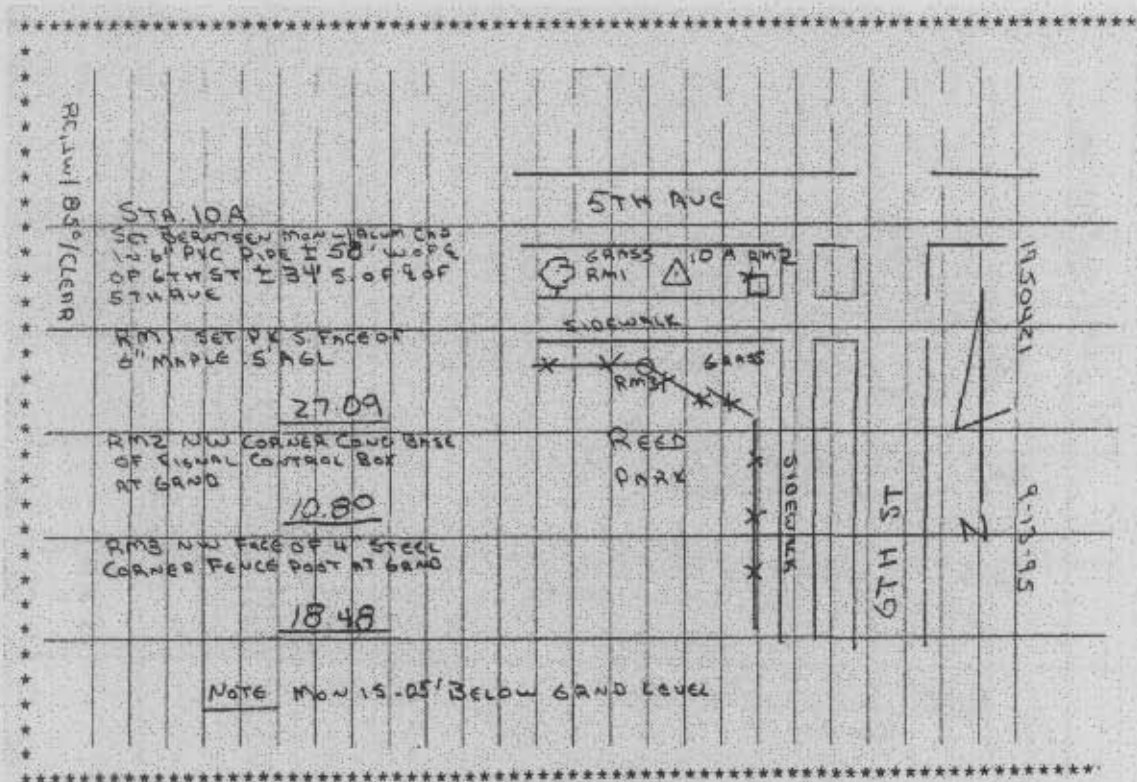 RC, JW / 85°/CLEAR
STA. 10A
SET BERNTSEN MON W/ALUM CAP
IN 6" PVC PIPE ± 58' W. OF ℄
OF 6TH ST ± 34' S. OF ℄ OF
5TH AVE
RM1 SET PK S FACE OF
6" MAPLE .5 AGL
27.09
RM2 NW CORNER CONC BASE
OF SIGNAL CONTROL BOX
AT GRND
10.80
RM3 NW FACE OF 4" STEEL
CORNER FENCE POST AT GRND
18.48
NOTE MON IS .05' BELOW GRND LEVEL
5TH AVE
GRASS
RM1
10 A
RM2
SIDEWALK
GRASS
RM3
REED
PARK
SIDEWALK
6TH ST
N
1950421
9-13-95